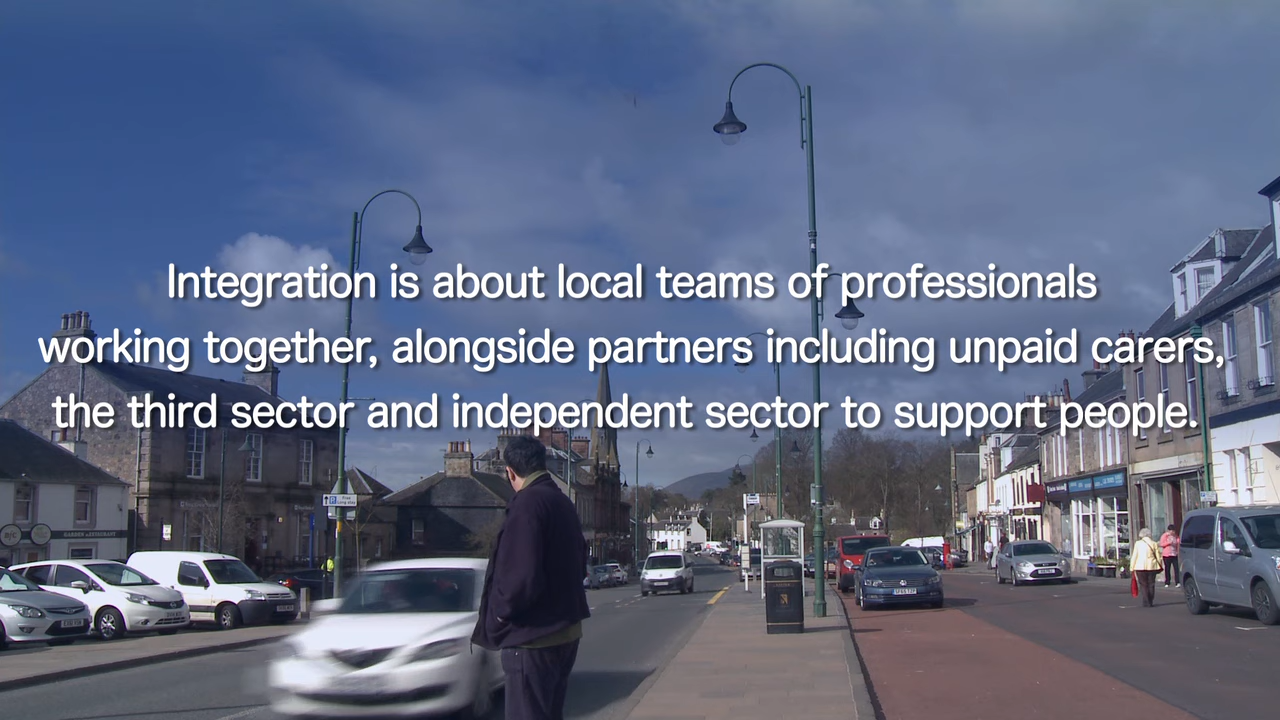 Integration is about local teams of professionals
working together, alongside partners including unpaid carers,
the third sector and independent sector to support people.